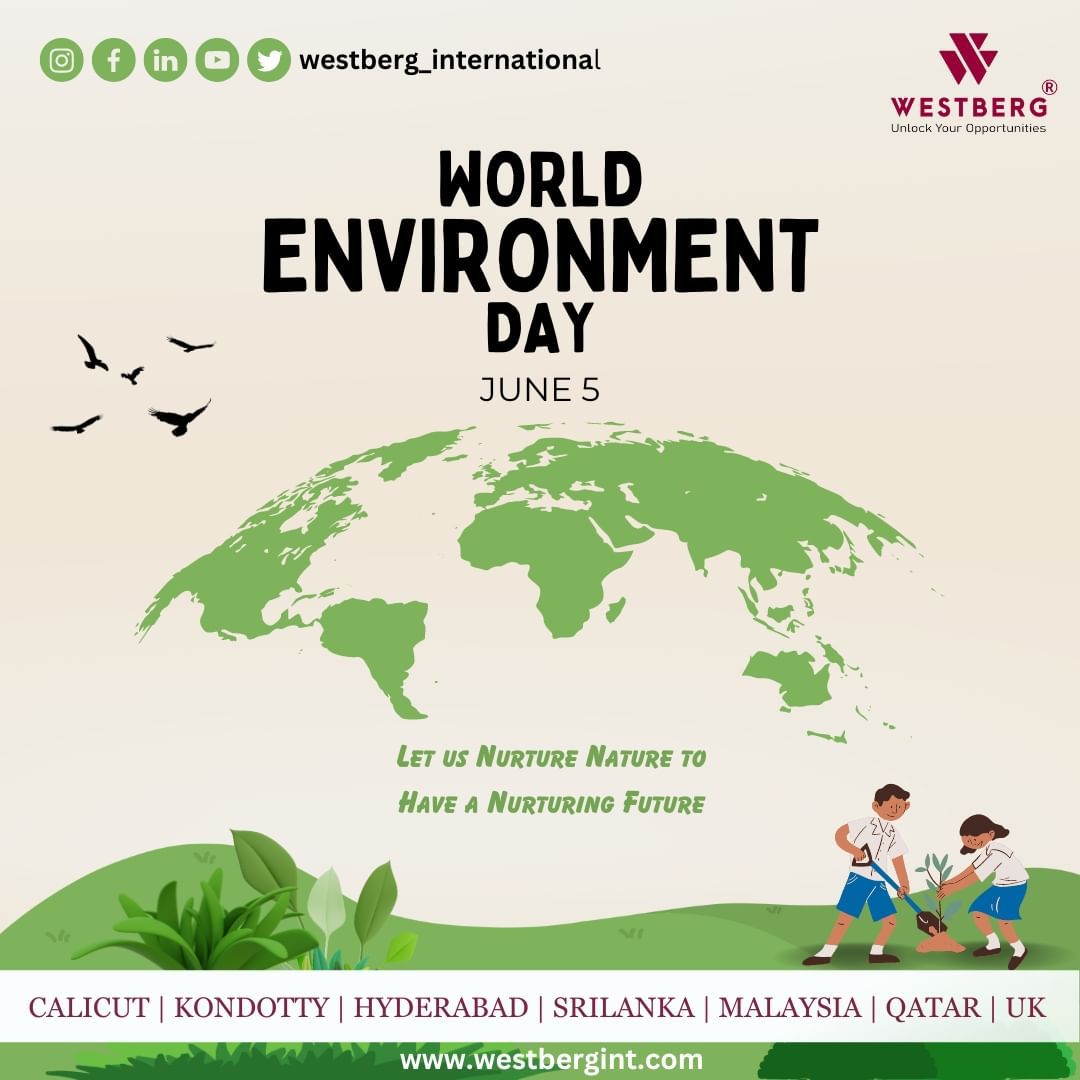 westberg_international
WESTBERG®
Unlock Your Opportunities
WORLD
ENVIRONMENT
DAY
JUNE 5
LET US NURTURE NATURE TO
HAVE A NURTURING FUTURE
CALICUT | KONDOTTY | HYDERABAD | SRILANKA | MALAYSIA | QATAR | UK
www.westbergint.com